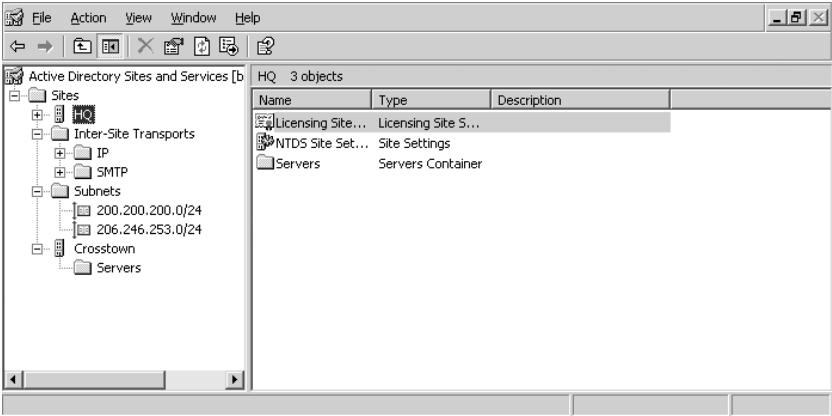 File Action View Window Help
Active Directory Sites and Services [b
HQ 3 objects
Sites
HQ
Inter-Site Transports
IP
SMTP
Subnets
200.200.200.0/24
206.246.253.0/24
Crosstown
Servers
Name Type Description
Licensing Site... Licensing Site S...
NTDS Site Set... Site Settings
Servers Servers Container